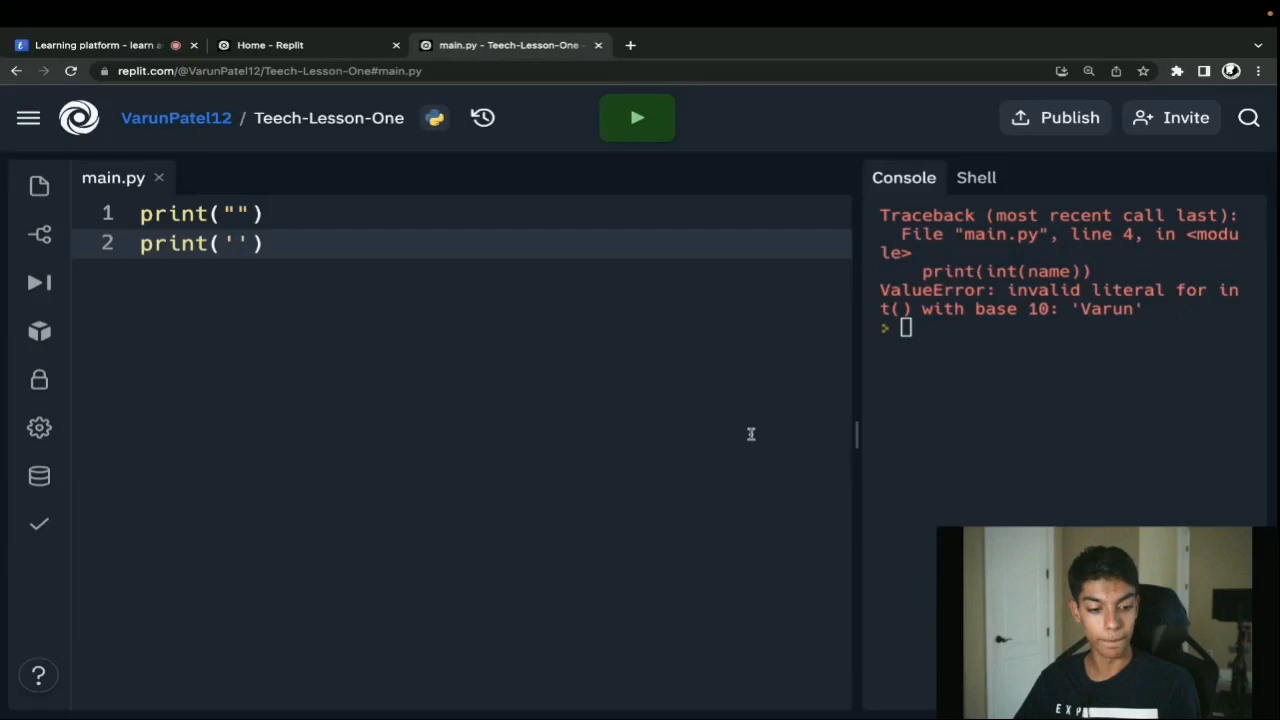 Learning platform - learn a
Home - Replit
main.py - Teech-Lesson-One -
replit.com/@VarunPatel12/Teech-Lesson-One#main.py
VarunPatel12 / Teech-Lesson-One
Publish
Invite
main.py
Console
Shell
1 print("")
2 print('')
Traceback (most recent call last):
File "main.py", line 4, in <modu
le>
print(int(name))
ValueError: invalid literal for in
t() with base 10: 'Varun'
>
?
EXP